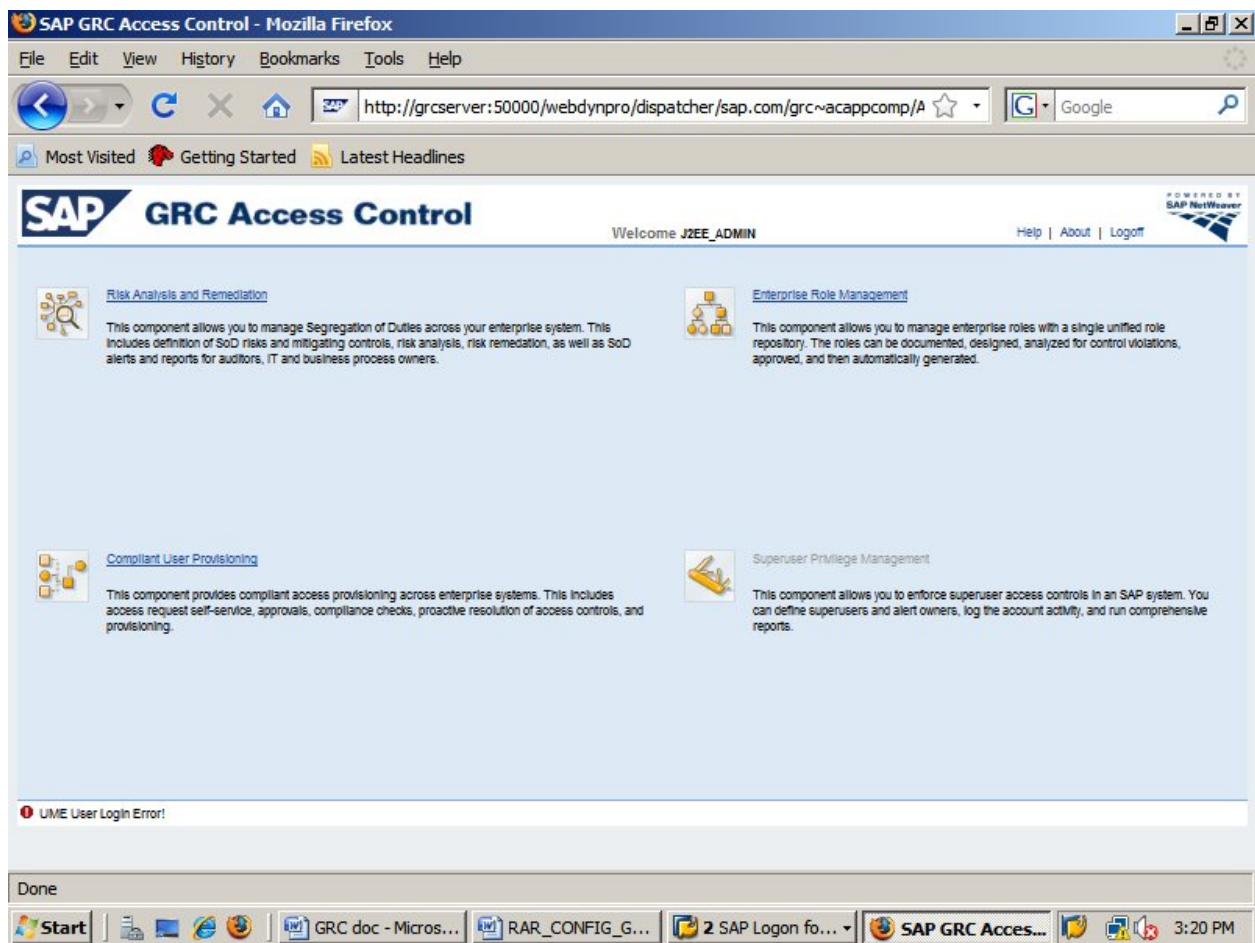 SAP GRC Access Control - Mozilla Firefox
File Edit View History Bookmarks Tools Help
http://grcserver:50000/webdynpro/dispatcher/sap.com/grc~acappcomp/A
G Google
Most Visited Getting Started Latest Headlines
SAP GRC Access Control
Welcome J2EE_ADMIN
Help | About | Logoff
POWERED BY
SAP NetWeaver
Risk Analysis and Remediation
This component allows you to manage Segregation of Duties across your enterprise system. This
includes definition of SoD risks and mitigating controls, risk analysis, risk remedation, as well as SoD
alerts and reports for auditors, IT and business process owners.
Enterprise Role Management
This component allows you to manage enterprise roles with a single unified role
repository. The roles can be documented, designed, analyzed for control violations,
approved, and then automatically generated.
Compliant User Provisioning
This component provides compliant access provisioning across enterprise systems. This includes
access request self-service, approvals, compliance checks, proactive resolution of access controls, and
provisioning.
Superuser Privilege Management
This component allows you to enforce superuser access controls in an SAP system. You
can define superusers and alert owners, log the account activity, and run comprehensive
reports.
UME User Login Error!
Done
Start GRC doc - Micros... RAR_CONFIG_G... 2 SAP Logon fo... SAP GRC Acces... 3:20 PM